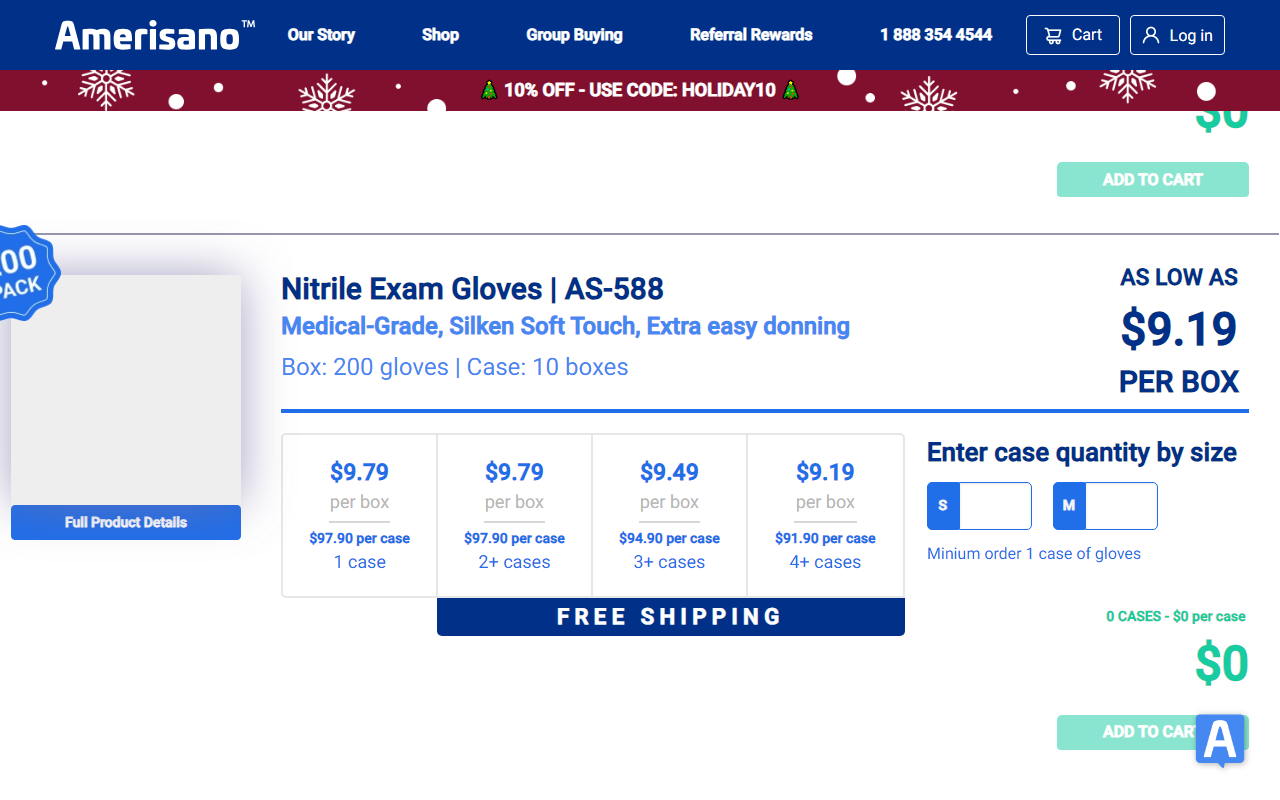 Amerisano™
Our Story
Shop
Group Buying
Referral Rewards
1 888 354 4544
Cart
Log in
10% OFF - USE CODE: HOLIDAY10
$0
ADD TO CART
00
PACK
Full Product Details
Nitrile Exam Gloves | AS-588
Medical-Grade, Silken Soft Touch, Extra easy donning
Box: 200 gloves | Case: 10 boxes
AS LOW AS
$9.19
PER BOX
$9.79
per box
$97.90 per case
1 case
$9.79
per box
$97.90 per case
2+ cases
$9.49
per box
$94.90 per case
3+ cases
$9.19
per box
$91.90 per case
4+ cases
FREE SHIPPING
Enter case quantity by size
S
M
Minium order 1 case of gloves
0 CASES - $0 per case
$0
ADD TO CAR
A